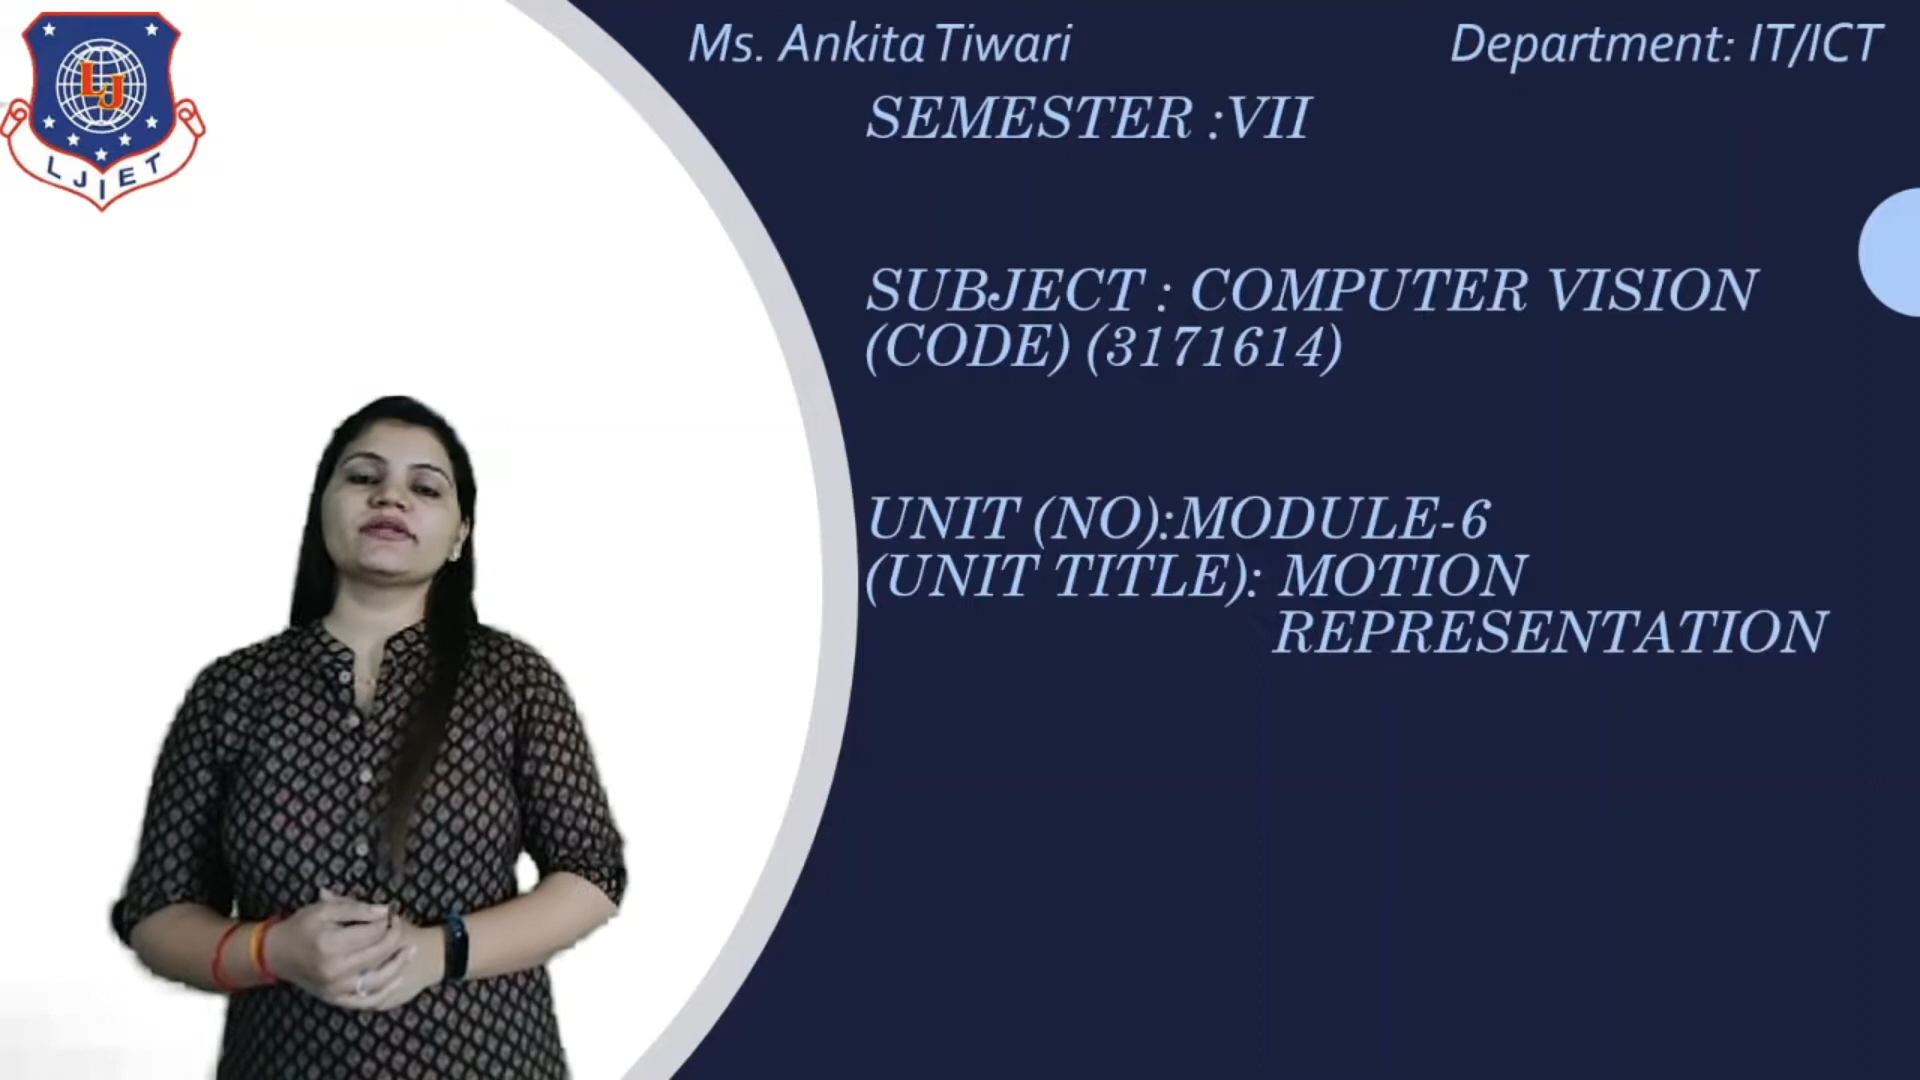 LJ
LJIET
Ms. Ankita Tiwari
Department: IT/ICT
SEMESTER :VII
SUBJECT : COMPUTER VISION
(CODE) (3171614)
UNIT (NO):MODULE-6
(UNIT TITLE): MOTION
REPRESENTATION